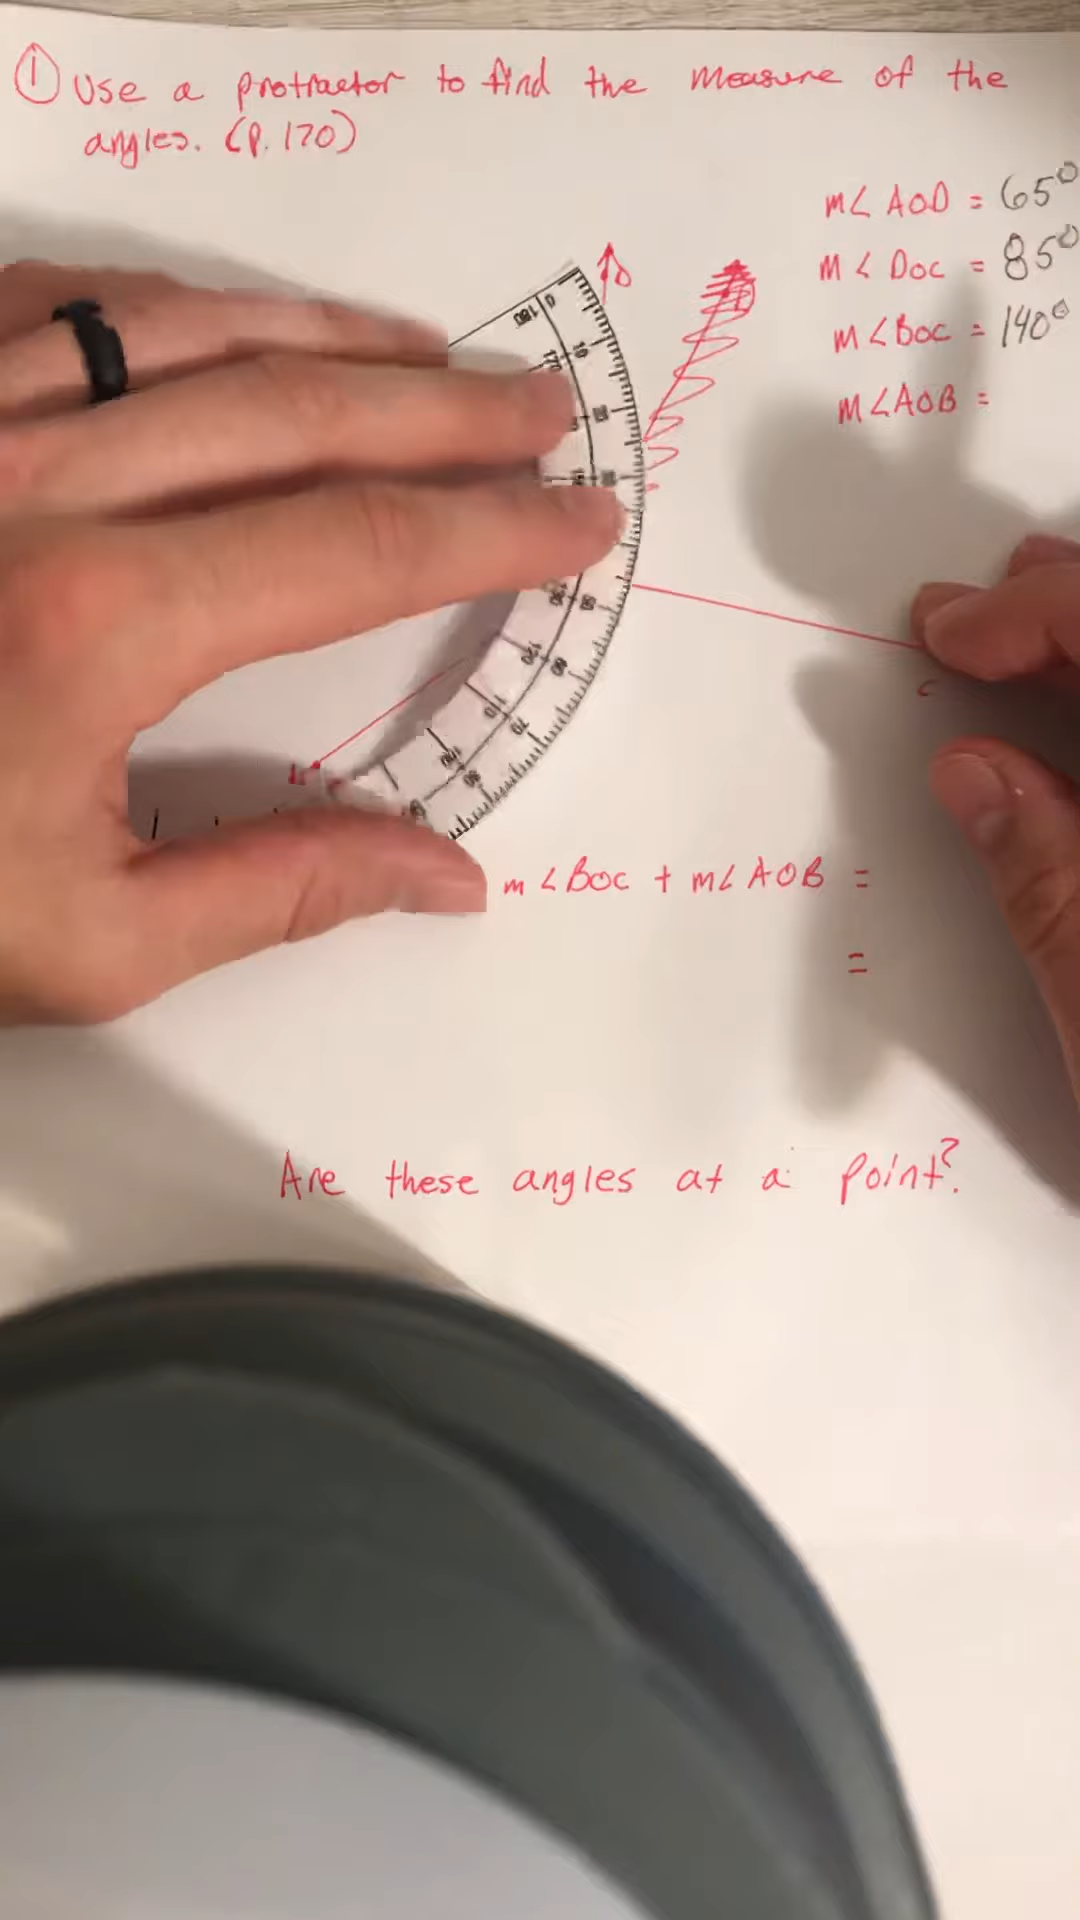 ① Use a protractor to find the measure of the
angles. (P. 170)
m∠AOD = 65°
m∠DOC = 85°
m∠BOC = 140°
m∠AOB =
D
C
m∠BOC + m∠AOB =
=
Are these angles at a point?